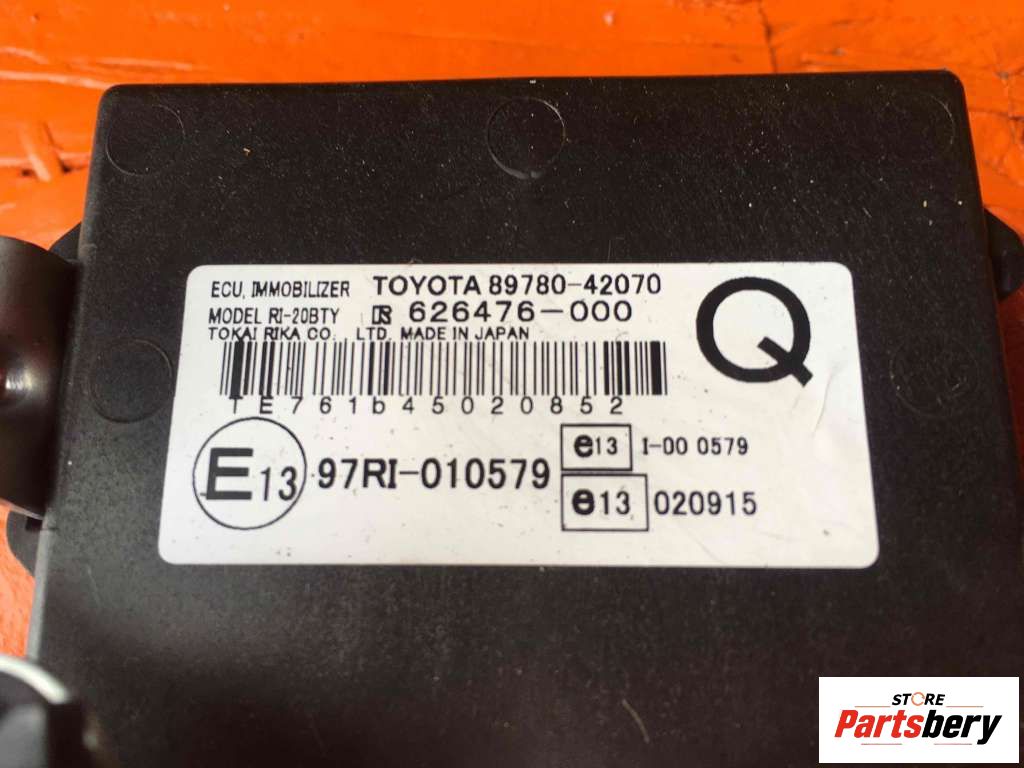 ECU, IMMOBILIZER TOYOTA 89780-42070
MODEL RI-20BTY R 626476-000
TOKAI RIKA CO., LTD. MADE IN JAPAN
Q
TE761b45020852
E13 97RI-010579
e13 I-00 0579
e13 020915
STORE
Partsbery